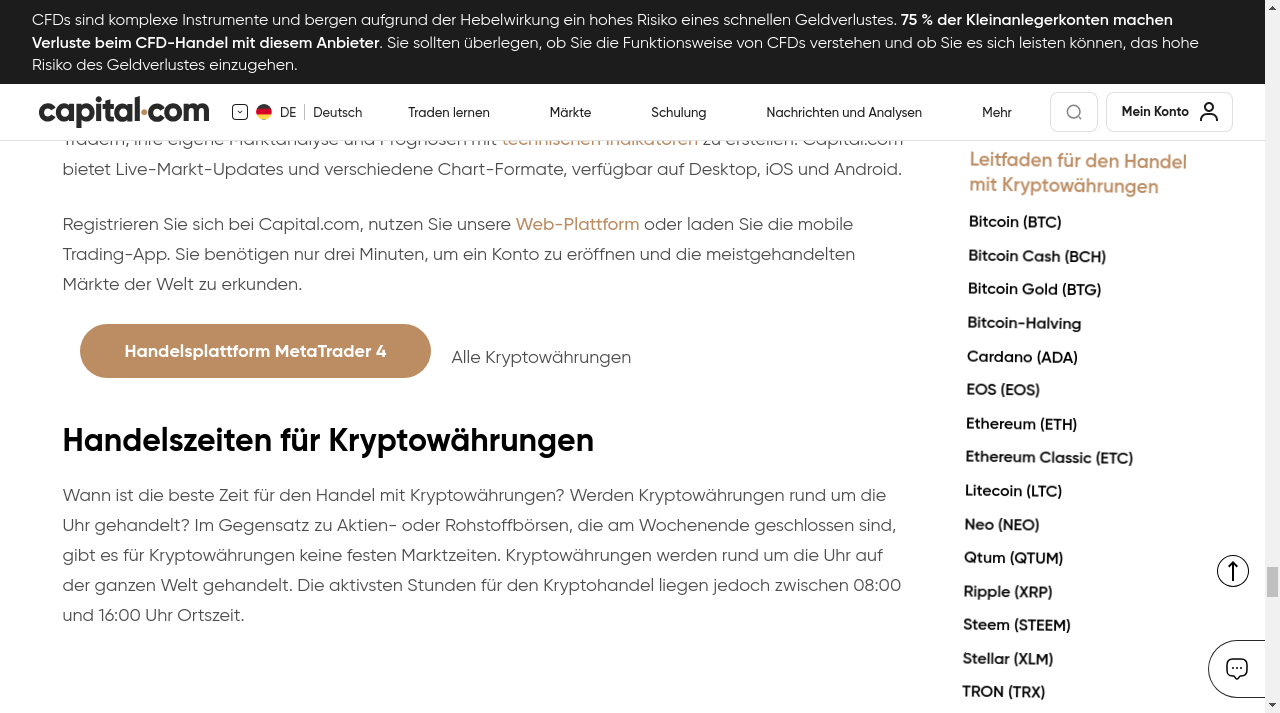 CFDs sind komplexe Instrumente und bergen aufgrund der Hebelwirkung ein hohes Risiko eines schnellen Geldverlustes. 75 % der Kleinanlegerkonten machen
Verluste beim CFD-Handel mit diesem Anbieter. Sie sollten überlegen, ob Sie die Funktionsweise von CFDs verstehen und ob Sie es sich leisten können, das hohe
Risiko des Geldverlustes einzugehen.
capital.com
DE
Deutsch
Traden lernen
Märkte
Schulung
Nachrichten und Analysen
Mehr
Mein Konto
Tradern, ihre eigene Marktanalyse und Prognosen mit technischen Indikatoren zu erstellen. Capital.com
bietet Live-Markt-Updates und verschiedene Chart-Formate, verfügbar auf Desktop, iOS und Android.
Registrieren Sie sich bei Capital.com, nutzen Sie unsere Web-Plattform oder laden Sie die mobile
Trading-App. Sie benötigen nur drei Minuten, um ein Konto zu eröffnen und die meistgehandelten
Märkte der Welt zu erkunden.
Handelsplattform MetaTrader 4
Alle Kryptowährungen
Handelszeiten für Kryptowährungen
Wann ist die beste Zeit für den Handel mit Kryptowährungen? Werden Kryptowährungen rund um die
Uhr gehandelt? Im Gegensatz zu Aktien- oder Rohstoffbörsen, die am Wochenende geschlossen sind,
gibt es für Kryptowährungen keine festen Marktzeiten. Kryptowährungen werden rund um die Uhr auf
der ganzen Welt gehandelt. Die aktivsten Stunden für den Kryptohandel liegen jedoch zwischen 08:00
und 16:00 Uhr Ortszeit.
Leitfaden für den Handel
mit Kryptowährungen
Bitcoin (BTC)
Bitcoin Cash (BCH)
Bitcoin Gold (BTG)
Bitcoin-Halving
Cardano (ADA)
EOS (EOS)
Ethereum (ETH)
Ethereum Classic (ETC)
Litecoin (LTC)
Neo (NEO)
Qtum (QTUM)
Ripple (XRP)
Steem (STEEM)
Stellar (XLM)
TRON (TRX)